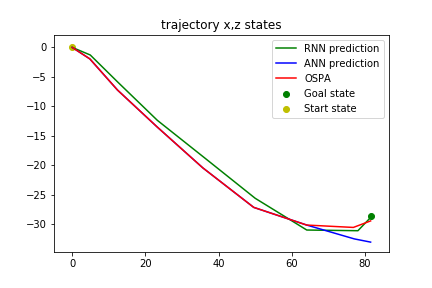 trajectory x,z states
RNN prediction
ANN prediction
OSPA
Goal state
Start state
0
−5
−10
−15
−20
−25
−30
0 20 40 60 80